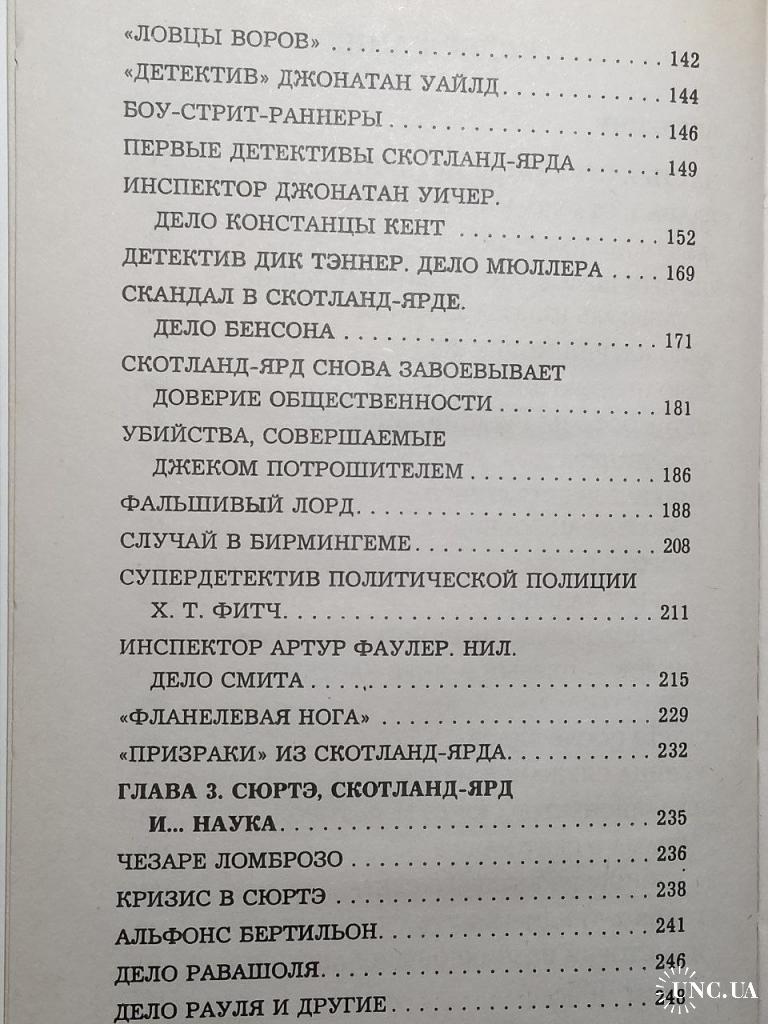 «ЛОВЦЫ ВОРОВ» 142
«ДЕТЕКТИВ» ДЖОНАТАН УАЙЛД 144
БОУ-СТРИТ-РАННЕРЫ 146
ПЕРВЫЕ ДЕТЕКТИВЫ СКОТЛАНД-ЯРДА 149
ИНСПЕКТОР ДЖОНАТАН УИЧЕР.
ДЕЛО КОНСТАНЦЫ КЕНТ 152
ДЕТЕКТИВ ДИК ТЭННЕР. ДЕЛО МЮЛЛЕРА 169
СКАНДАЛ В СКОТЛАНД-ЯРДЕ.
ДЕЛО БЕНСОНА 171
СКОТЛАНД-ЯРД СНОВА ЗАВОЕВЫВАЕТ
ДОВЕРИЕ ОБЩЕСТВЕННОСТИ 181
УБИЙСТВА, СОВЕРШАЕМЫЕ
ДЖЕКОМ ПОТРОШИТЕЛЕМ 186
ФАЛЬШИВЫЙ ЛОРД 188
СЛУЧАЙ В БИРМИНГЕМЕ 208
СУПЕРДЕТЕКТИВ ПОЛИТИЧЕСКОЙ ПОЛИЦИИ
Х. Т. ФИТЧ 211
ИНСПЕКТОР АРТУР ФАУЛЕР. НИЛ.
ДЕЛО СМИТА 215
«ФЛАНЕЛЕВАЯ НОГА» 229
«ПРИЗРАКИ» ИЗ СКОТЛАНД-ЯРДА 232
ГЛАВА 3. СЮРТЭ, СКОТЛАНД-ЯРД
И... НАУКА 235
ЧЕЗАРЕ ЛОМБРОЗО 236
КРИЗИС В СЮРТЭ 238
АЛЬФОНС БЕРТИЛЬОН 241
ДЕЛО РАВАШОЛЯ 246
ДЕЛО РАУЛЯ И ДРУГИЕ 248
UNC.UA